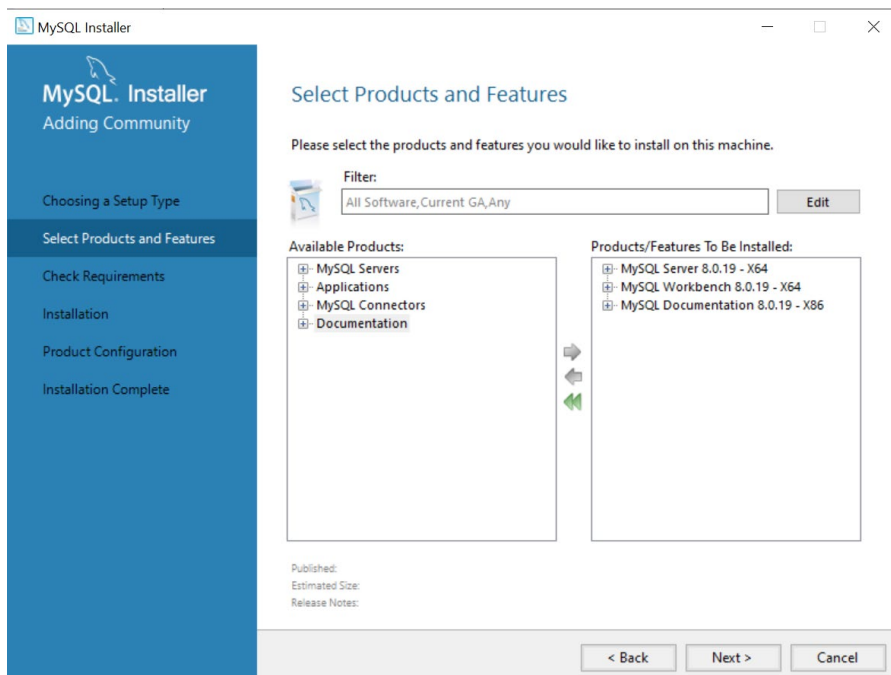 MySQL Installer
MySQL. Installer
Adding Community
Choosing a Setup Type
Select Products and Features
Check Requirements
Installation
Product Configuration
Installation Complete
Select Products and Features
Please select the products and features you would like to install on this machine.
Filter:
All Software,Current GA,Any
Edit
Available Products:
MySQL Servers
Applications
MySQL Connectors
Documentation
Products/Features To Be Installed:
MySQL Server 8.0.19 - X64
MySQL Workbench 8.0.19 - X64
MySQL Documentation 8.0.19 - X86
Published:
Estimated Size:
Release Notes:
< Back
Next >
Cancel